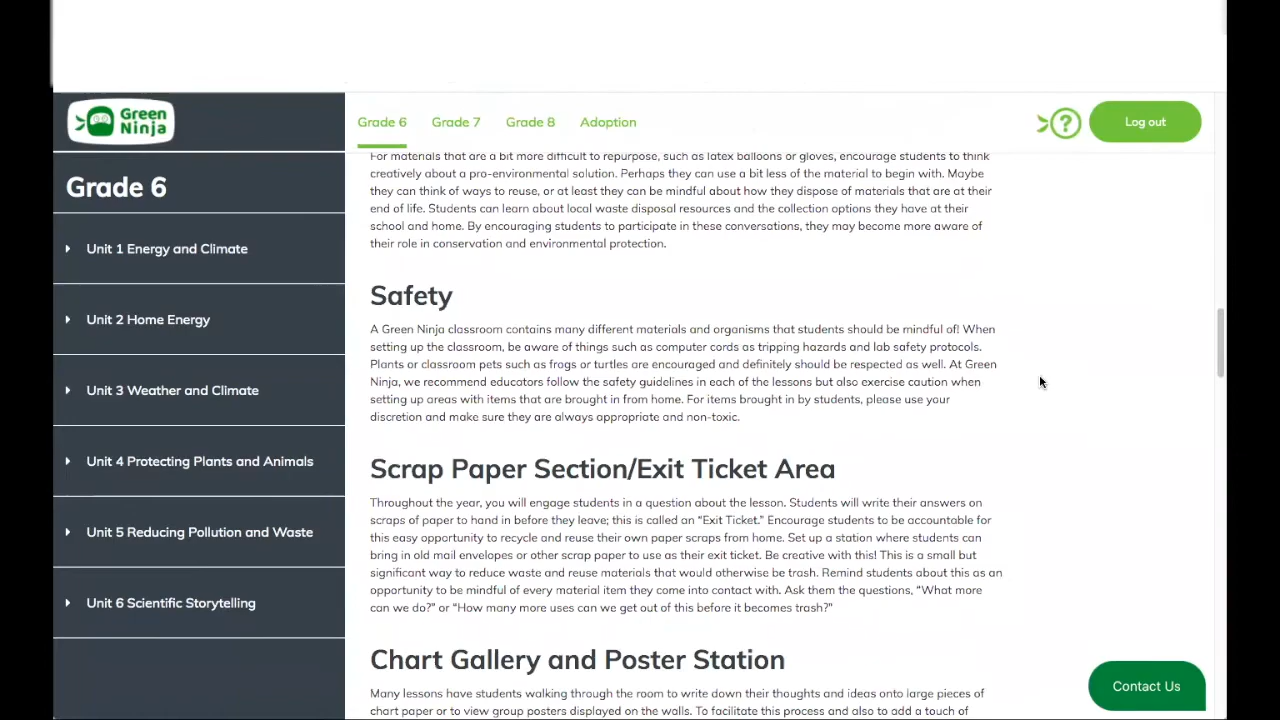 Green
Ninja
Grade 6
Grade 7
Grade 8
Adoption
?
Log out
Grade 6
Unit 1 Energy and Climate
Unit 2 Home Energy
Unit 3 Weather and Climate
Unit 4 Protecting Plants and Animals
Unit 5 Reducing Pollution and Waste
Unit 6 Scientific Storytelling
For materials that are a bit more difficult to repurpose, such as latex balloons or gloves, encourage students to think
creatively about a pro-environmental solution. Perhaps they can use a bit less of the material to begin with. Maybe
they can think of ways to reuse, or at least they can be mindful about how they dispose of materials that are at their
end of life. Students can learn about local waste disposal resources and the collection options they have at their
school and home. By encouraging students to participate in these conversations, they may become more aware of
their role in conservation and environmental protection.
Safety
A Green Ninja classroom contains many different materials and organisms that students should be mindful of! When
setting up the classroom, be aware of things such as computer cords as tripping hazards and lab safety protocols.
Plants or classroom pets such as frogs or turtles are encouraged and definitely should be respected as well. At Green
Ninja, we recommend educators follow the safety guidelines in each of the lessons but also exercise caution when
setting up areas with items that are brought in from home. For items brought in by students, please use your
discretion and make sure they are always appropriate and non-toxic.
Scrap Paper Section/Exit Ticket Area
Throughout the year, you will engage students in a question about the lesson. Students will write their answers on
scraps of paper to hand in before they leave; this is called an “Exit Ticket.” Encourage students to be accountable for
this easy opportunity to recycle and reuse their own paper scraps from home. Set up a station where students can
bring in old mail envelopes or other scrap paper to use as their exit ticket. Be creative with this! This is a small but
significant way to reduce waste and reuse materials that would otherwise be trash. Remind students about this as an
opportunity to be mindful of every material item they come into contact with. Ask them the questions, “What more
can we do?” or “How many more uses can we get out of this before it becomes trash?”
Chart Gallery and Poster Station
Many lessons have students walking through the room to write down their thoughts and ideas onto large pieces of
chart paper or to view group posters displayed on the walls. To facilitate this process and also to add a touch of
Contact Us